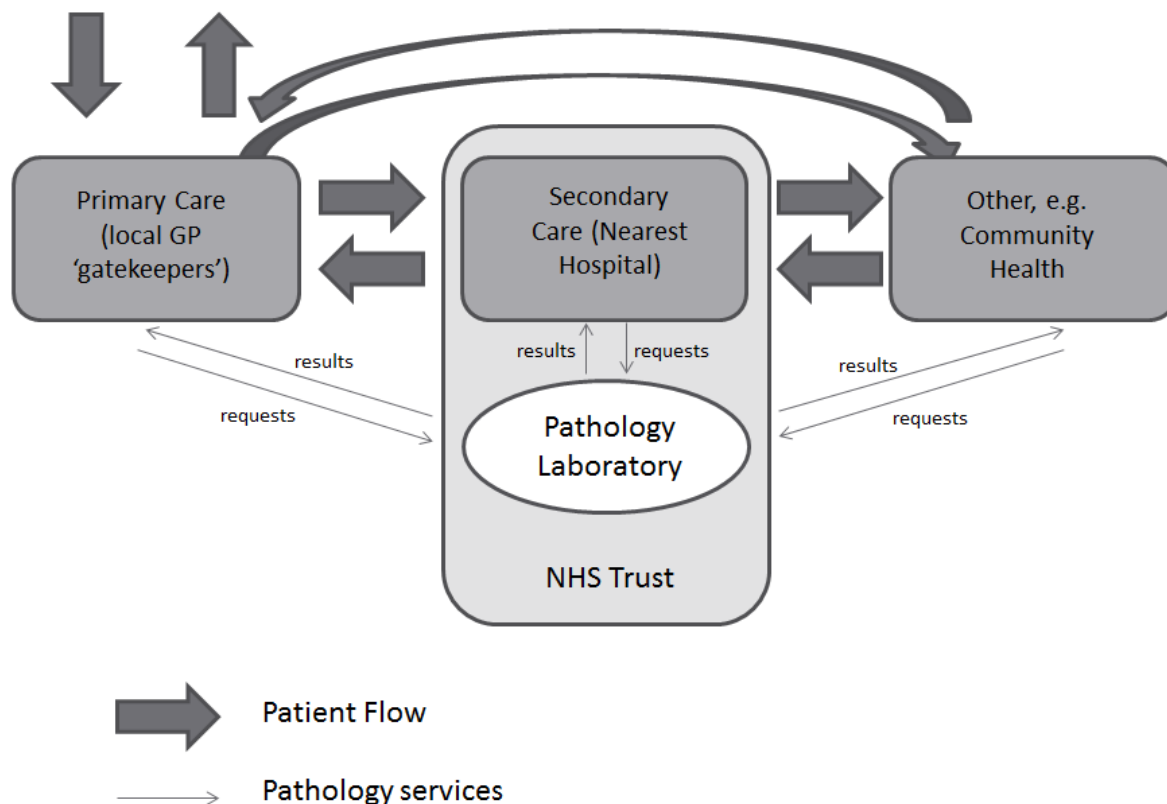 Primary Care
(local GP
‘gatekeepers’)
Secondary
Care (Nearest
Hospital)
Other, e.g.
Community
Health
results
requests
results
requests
results
requests
Pathology
Laboratory
NHS Trust
Patient Flow
Pathology services